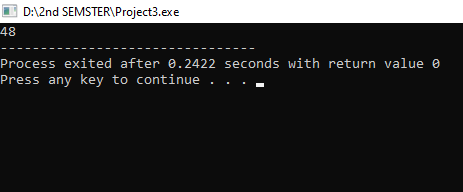 D:\2nd SEMSTER\Project3.exe
48
--------------------------------
Process exited after 0.2422 seconds with return value 0
Press any key to continue . . .